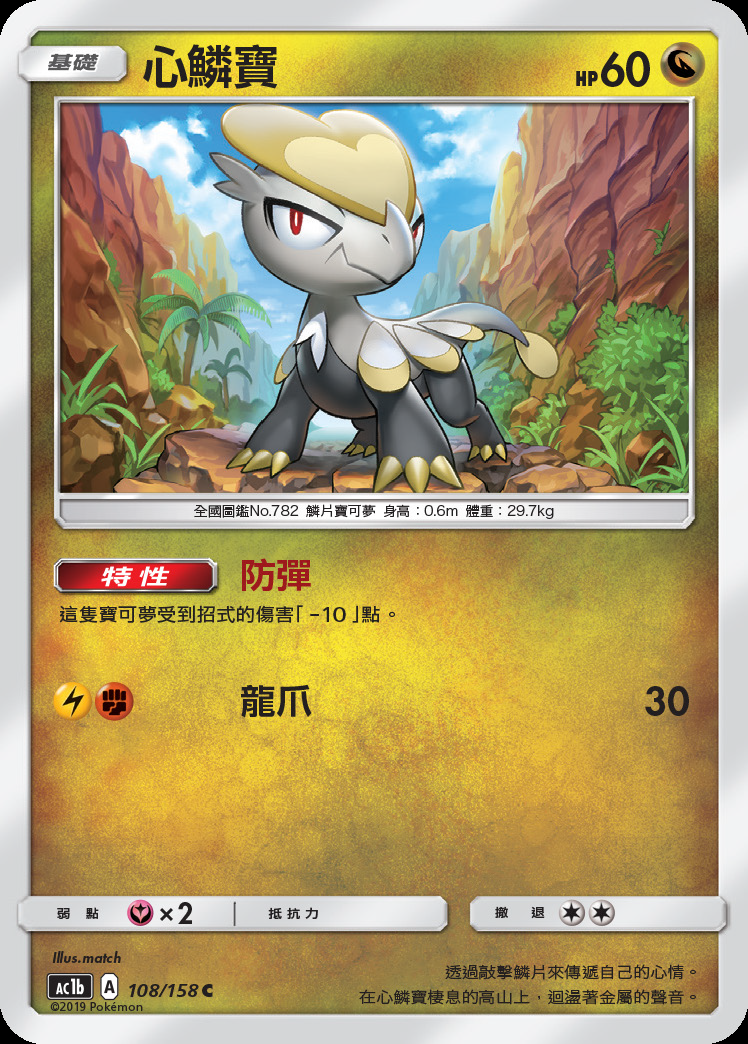 基礎 心鱗寶 HP60
全國圖鑑No.782 鱗片寶可夢 身高：0.6m 體重：29.7kg
特性 防彈
這隻寶可夢受到招式的傷害「-10」點。
龍爪 30
弱點 ×2 抵抗力 撤退
Illus.match
透過敲擊鱗片來傳遞自己的心情。
AC1b A 108/158 C
在心鱗寶棲息的高山上，迴盪著金屬的聲音。
©2019 Pokémon